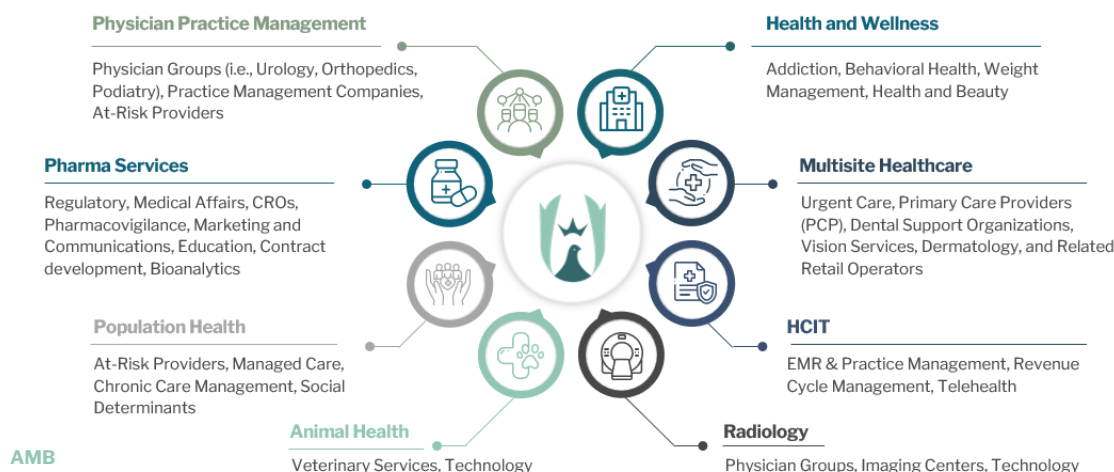 Physician Practice Management
Physician Groups (i.e., Urology, Orthopedics,
Podiatry), Practice Management Companies,
At-Risk Providers
Health and Wellness
Addiction, Behavioral Health, Weight
Management, Health and Beauty
Pharma Services
Regulatory, Medical Affairs, CROs,
Pharmacovigilance, Marketing and
Communications, Education, Contract
development, Bioanalytics
Multisite Healthcare
Urgent Care, Primary Care Providers
(PCP), Dental Support Organizations,
Vision Services, Dermatology, and Related
Retail Operators
Population Health
At-Risk Providers, Managed Care,
Chronic Care Management, Social
Determinants
HCIT
EMR & Practice Management, Revenue
Cycle Management, Telehealth
Animal Health
Veterinary Services, Technology
Radiology
Physician Groups, Imaging Centers, Technology
AMB